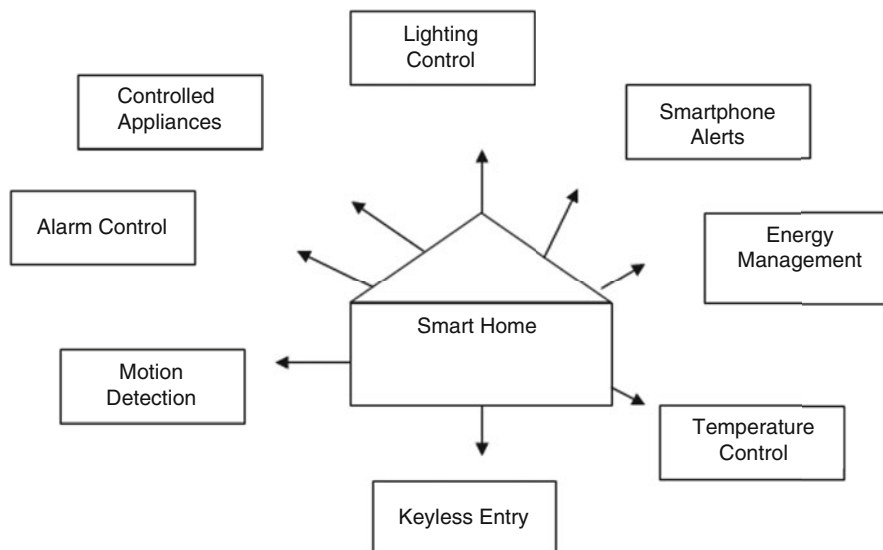 Lighting
Control
Controlled
Appliances
Smartphone
Alerts
Alarm Control
Energy
Management
Smart Home
Motion
Detection
Temperature
Control
Keyless Entry